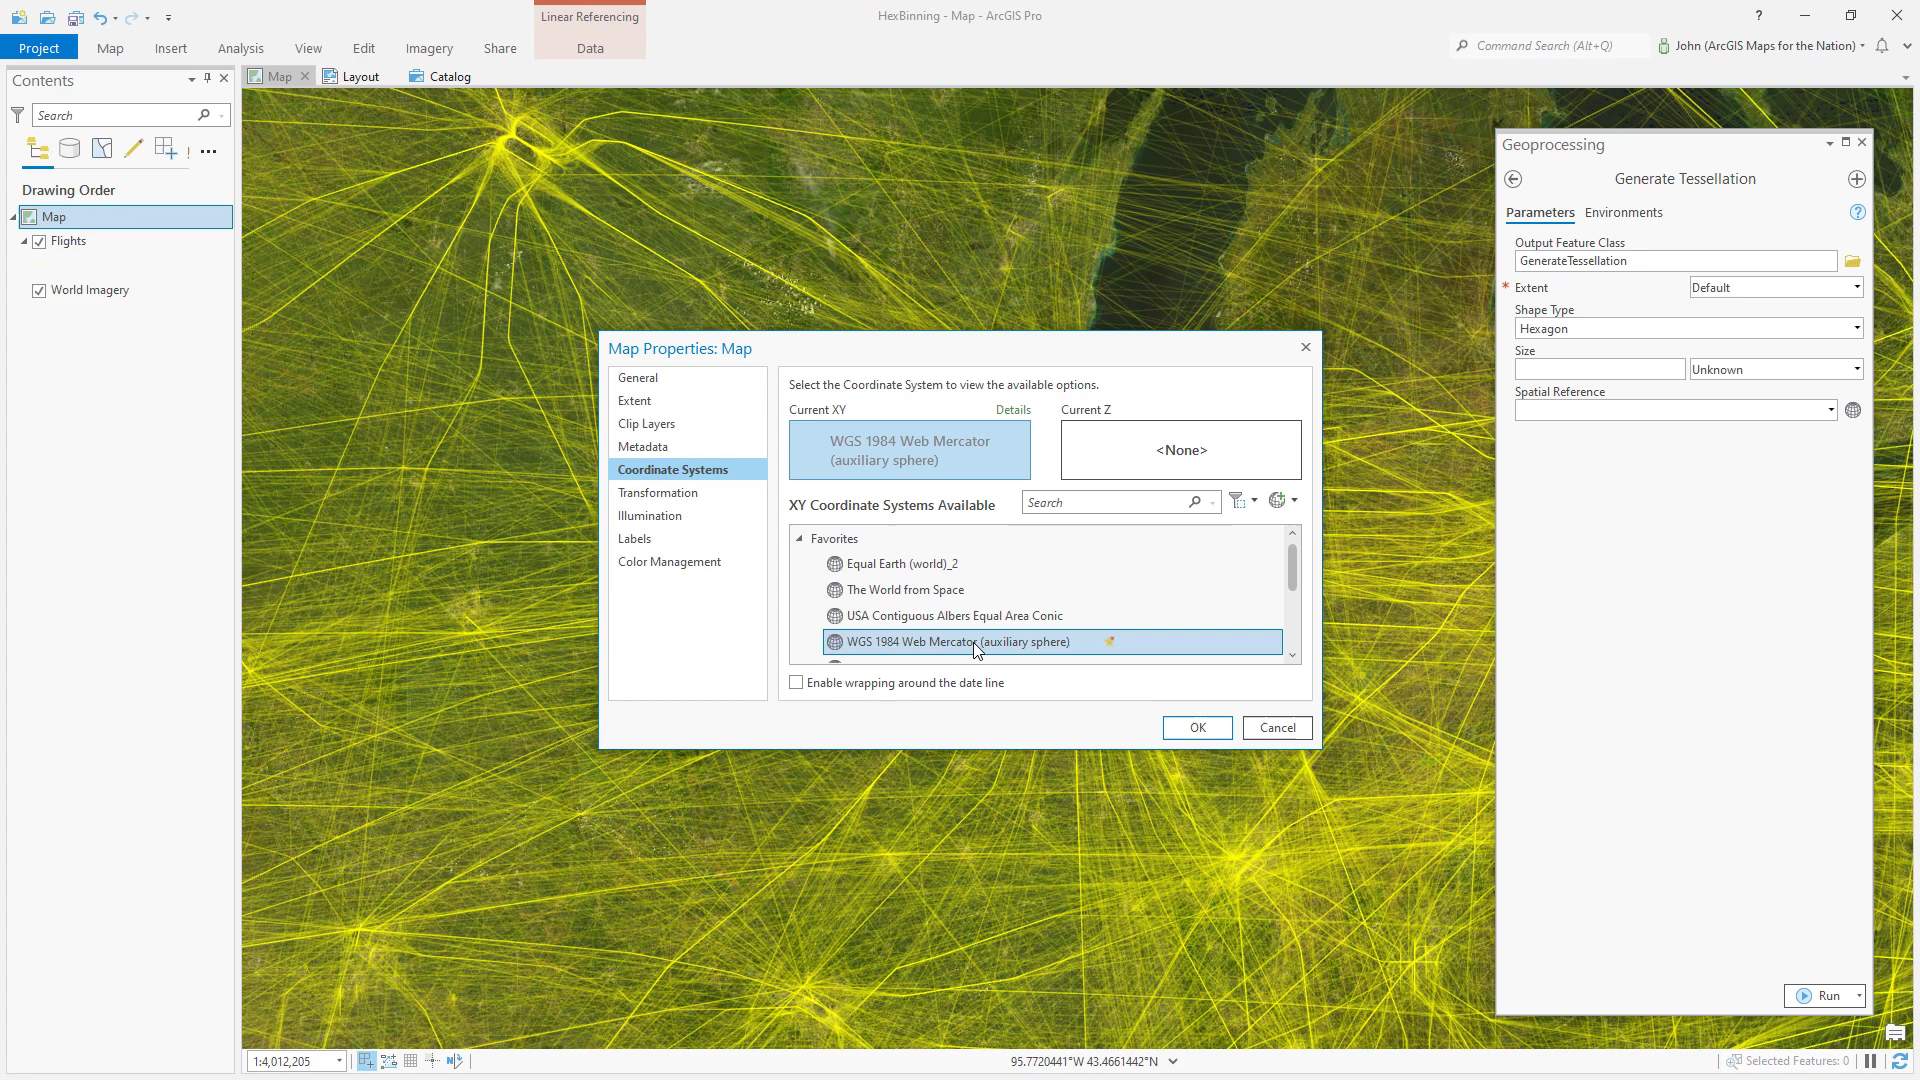 Linear Referencing
HexBinning - Map - ArcGIS Pro
?
Project
Map
Insert
Analysis
View
Edit
Imagery
Share
Data
Command Search (Alt+Q)
John (ArcGIS Maps for the Nation)
Contents
Map
Layout
Catalog
Search
Drawing Order
Map
Flights
World Imagery
Geoprocessing
Generate Tessellation
Parameters
Environments
Output Feature Class
GenerateTessellation
* Extent
Default
Shape Type
Hexagon
Size
Unknown
Spatial Reference
Run
Map Properties: Map
General
Extent
Clip Layers
Metadata
Coordinate Systems
Transformation
Illumination
Labels
Color Management
Select the Coordinate System to view the available options.
Current XY
Details
Current Z
WGS 1984 Web Mercator
(auxiliary sphere)
<None>
XY Coordinate Systems Available
Search
Favorites
Equal Earth (world)_2
The World from Space
USA Contiguous Albers Equal Area Conic
WGS 1984 Web Mercator (auxiliary sphere)
Enable wrapping around the date line
OK
Cancel
1:4,012,205
95.7720441°W 43.4661442°N
Selected Features: 0